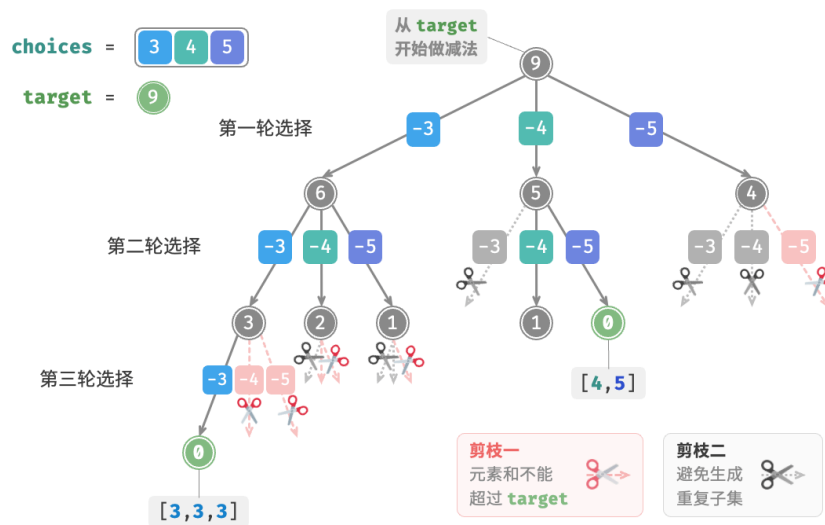 从 target
开始做减法
choices = 3 4 5
9
target = 9
第一轮选择
-3 -4 -5
6 5 4
第二轮选择
-3 -4 -5 -3 -4 -5 -3 -4 -5
3 2 1 1 0
第三轮选择
-3 -4 -5
[4,5]
0
[3,3,3]
剪枝一
元素和不能
超过 target
剪枝二
避免生成
重复子集